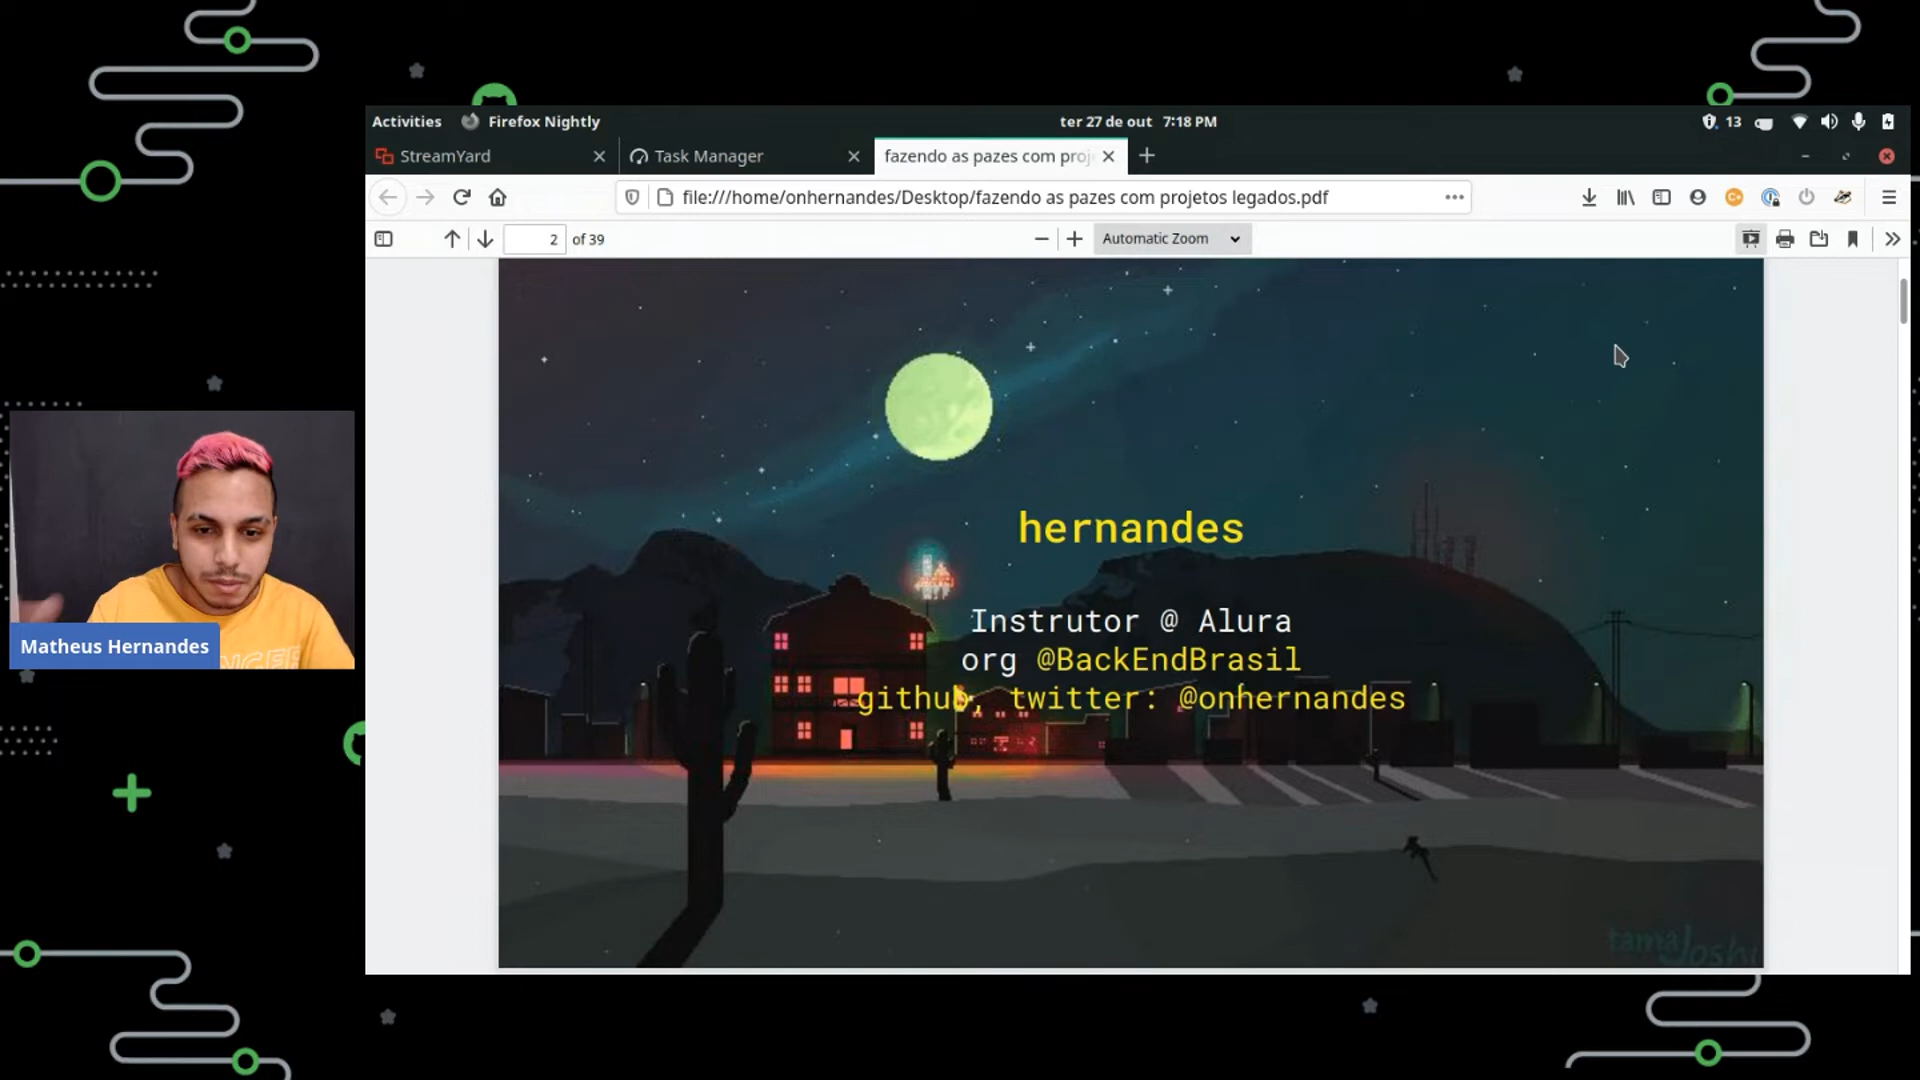 Activities Firefox Nightly ter 27 de out 7:18 PM 13
StreamYard Task Manager fazendo as pazes com proj
file:///home/onhernandes/Desktop/fazendo as pazes com projetos legados.pdf
2 of 39 Automatic Zoom
hernandes
Instrutor @ Alura
org @BackEndBrasil
github, twitter: @onhernandes
tamaJoshi
Matheus Hernandes